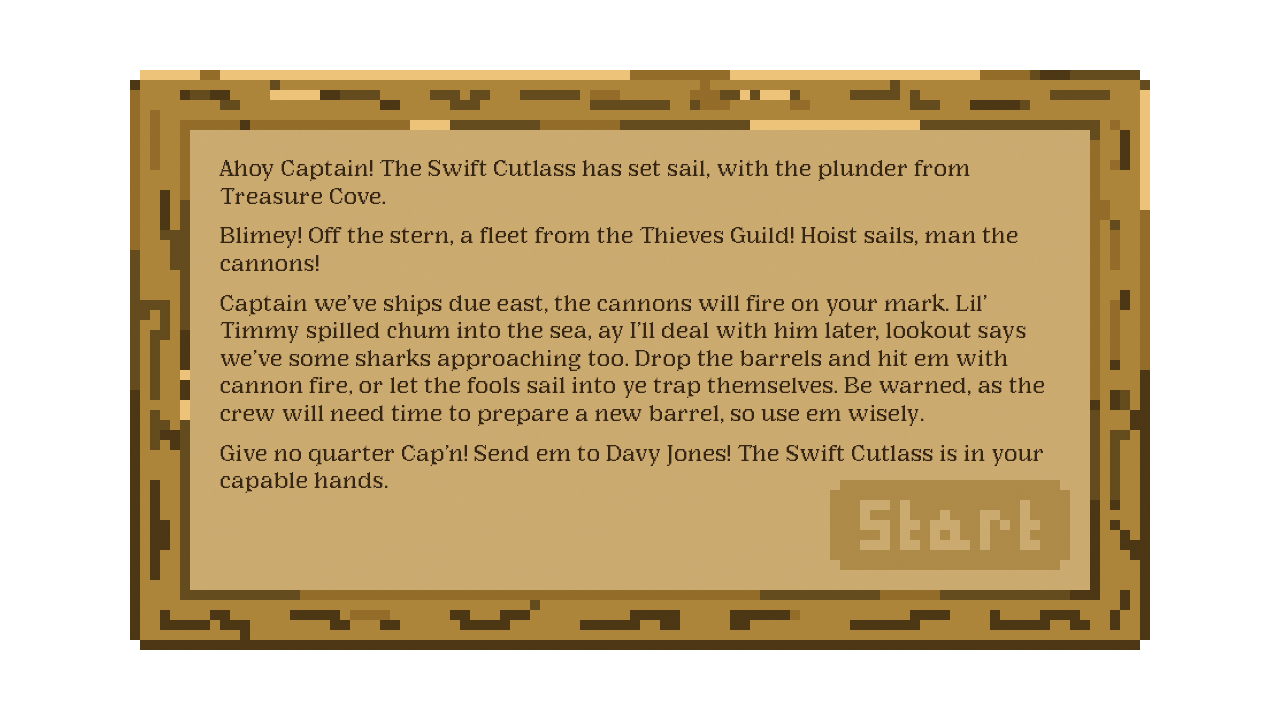 Ahoy Captain! The Swift Cutlass has set sail, with the plunder from
Treasure Cove.
Blimey! Off the stern, a fleet from the Thieves Guild! Hoist sails, man the
cannons!
Captain we've ships due east, the cannons will fire on your mark. Lil'
Timmy spilled chum into the sea, ay I'll deal with him later, lookout says
we've some sharks approaching too. Drop the barrels and hit em with
cannon fire, or let the fools sail into ye trap themselves. Be warned, as the
crew will need time to prepare a new barrel, so use em wisely.
Give no quarter Cap'n! Send em to Davy Jones! The Swift Cutlass is in your
capable hands.
Start